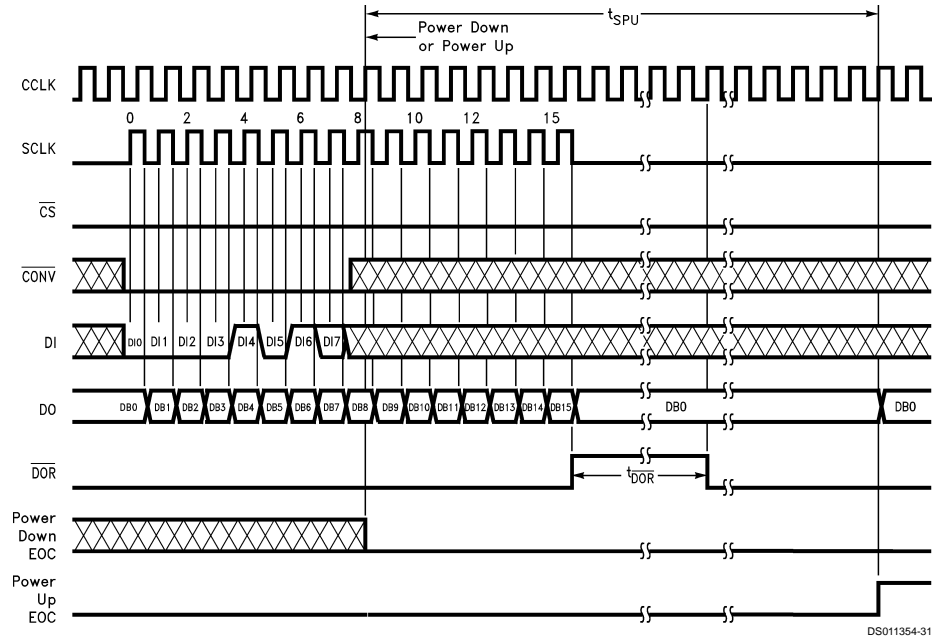 tSPU
Power Down
or Power Up
CCLK
0 2 4 6 8 10 12 15
SCLK
CS
CONV
DI DI0 DI1 DI2 DI3 DI4 DI5 DI6 DI7
DO DB0 DB1 DB2 DB3 DB4 DB5 DB6 DB7 DB8 DB9 DB10 DB11 DB12 DB13 DB14 DB15 DB0 DB0
DOR tDOR
Power
Down
EOC
Power
Up
EOC
DS011354-31